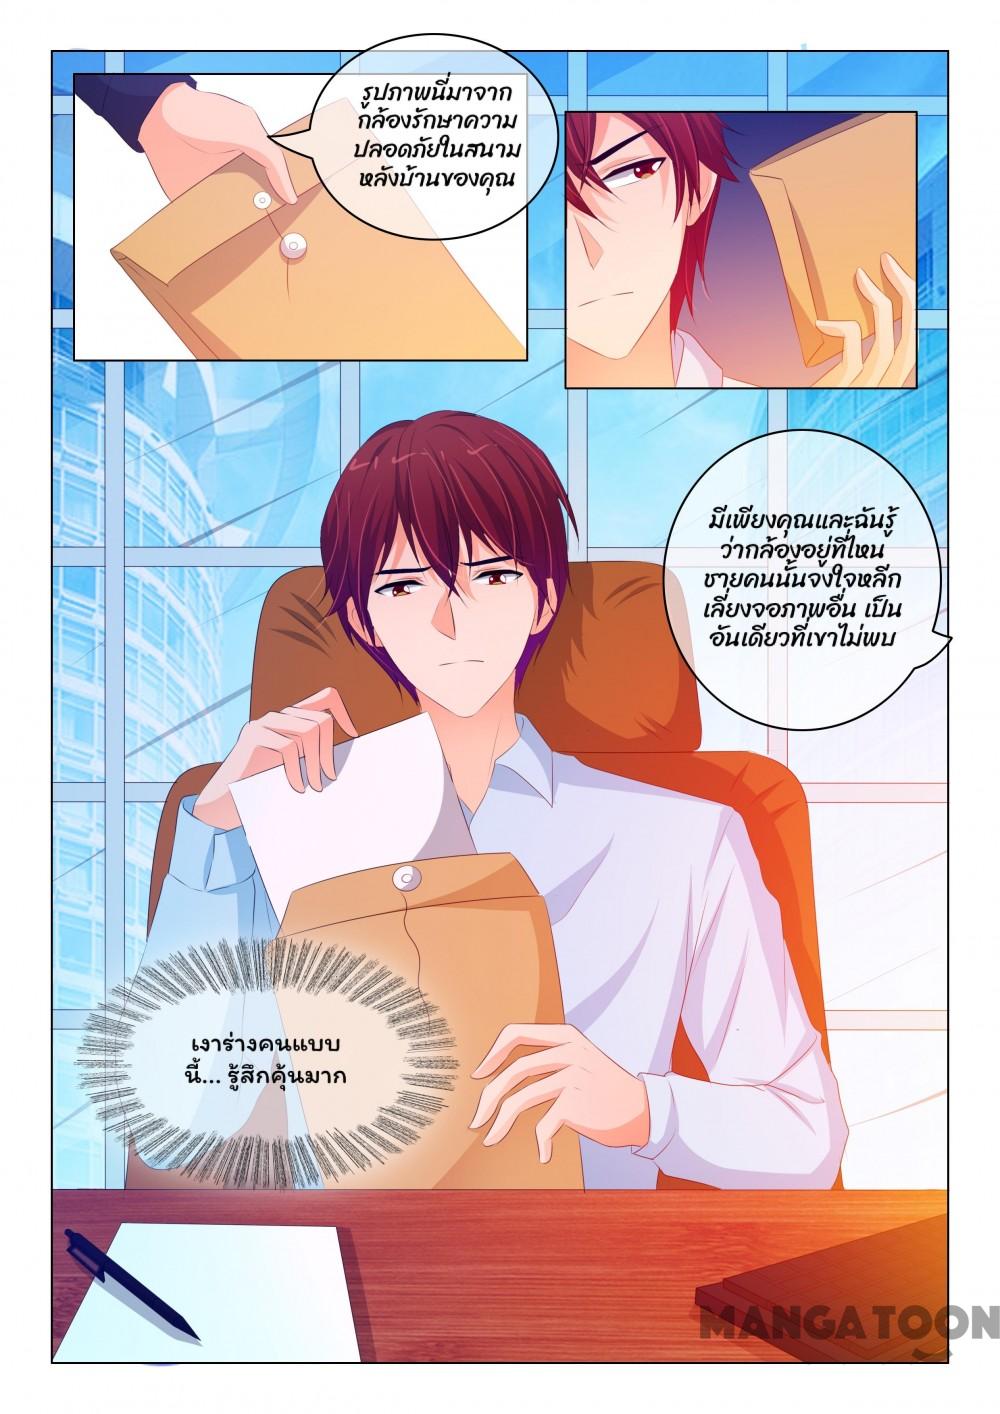 รูปภาพนี่มาจาก
กล้องรักษาความ
ปลอดภัยในสนาม
หลังบ้านของคุณ
มีเพียงคุณและฉันรู้
ว่ากล้องอยู่ที่ไหน
ชายคนนั้นจงใจหลีก
เลี่ยงจอภาพอื่น เป็น
อันเดียวที่เขาไม่พบ
เงาร่างคนแบบ
นี้... รู้สึกคุ้นมาก
MANGATOON